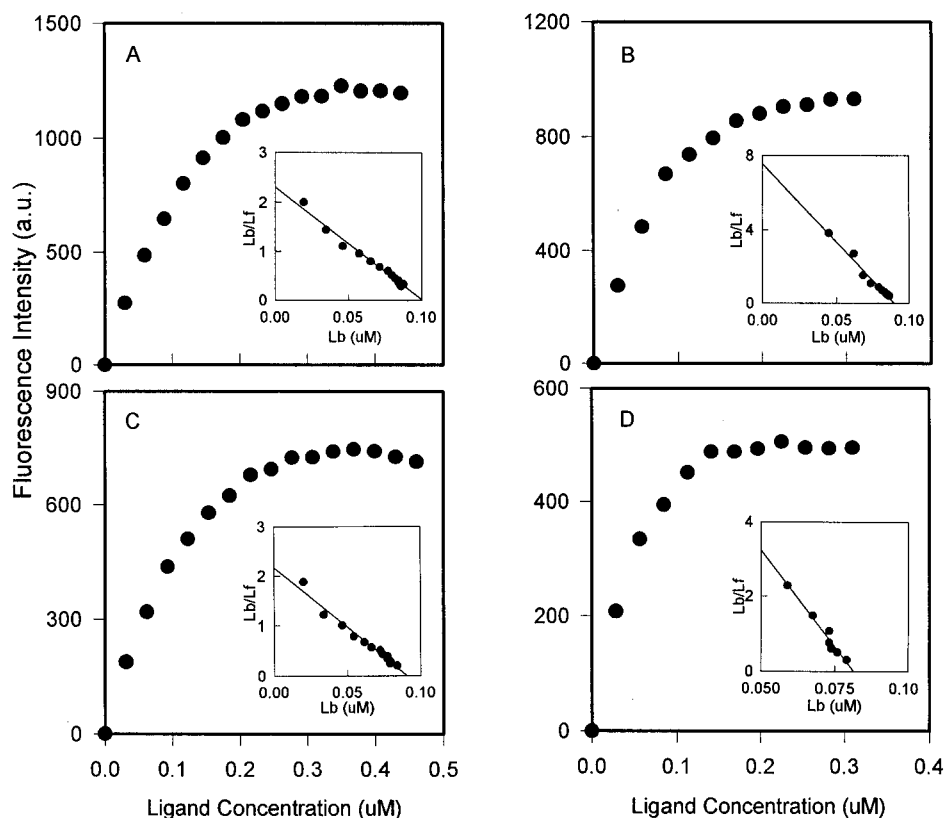 Fluorescence Intensity (a.u.)
A
1500
1000
500
0
3
2
1
0
0.00 0.05 0.10
Lb/Lf
Lb (uM)
B
1200
800
400
0
8
4
0
0.00 0.05 0.10
Lb/Lf
Lb (uM)
C
900
600
300
0
3
2
1
0
0.00 0.05 0.10
Lb/Lf
Lb (uM)
0.0 0.1 0.2 0.3 0.4 0.5
Ligand Concentration (uM)
D
600
400
200
0
4
2
0
0.050 0.075 0.10
Lb/Lf
Lb (uM)
0.0 0.1 0.2 0.3 0.4
Ligand Concentration (uM)